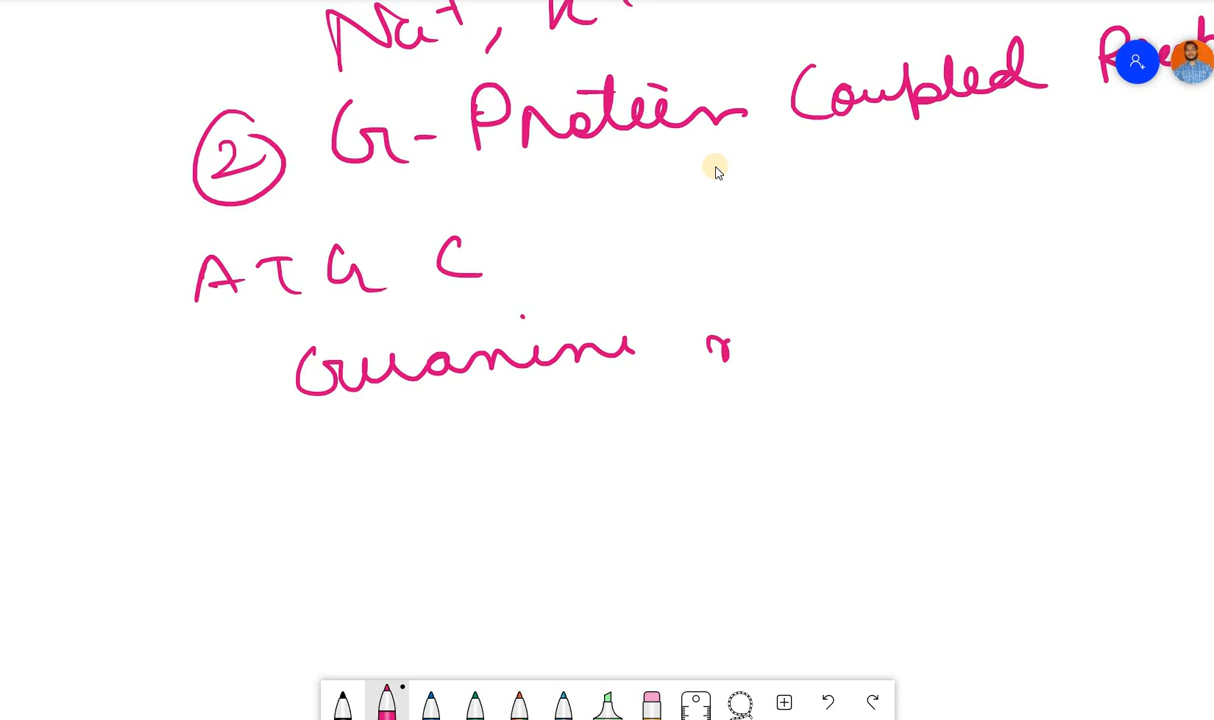 Na⁺, K⁺
② G-Protein Coupled
A T G C
Guanine